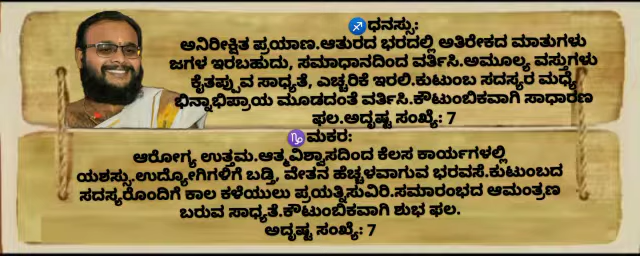 ♐ಧನಸ್ಸು:
ಅನಿರೀಕ್ಷಿತ ಪ್ರಯಾಣ.ಆತುರದ ಭರದಲ್ಲಿ ಅತಿರೇಕದ ಮಾತುಗಳು
ಜಗಳ ಇರಬಹುದು, ಸಮಾಧಾನದಿಂದ ವರ್ತಿಸಿ.ಅಮೂಲ್ಯ ವಸ್ತುಗಳು
ಕೈತಪ್ಪುವ ಸಾಧ್ಯತೆ, ಎಚ್ಚರಿಕೆ ಇರಲಿ.ಕುಟುಂಬ ಸದಸ್ಯರ ಮಧ್ಯೆ
ಭಿನ್ನಾಭಿಪ್ರಾಯ ಮೂಡದಂತೆ ವರ್ತಿಸಿ.ಕೌಟುಂಬಿಕವಾಗಿ ಸಾಧಾರಣ
ಫಲ.ಅದೃಷ್ಟ ಸಂಖ್ಯೆ: 7
♑ಮಕರ:
ಆರೋಗ್ಯ ಉತ್ತಮ.ಆತ್ಮವಿಶ್ವಾಸದಿಂದ ಕೆಲಸ ಕಾರ್ಯಗಳಲ್ಲಿ
ಯಶಸ್ಸು.ಉದ್ಯೋಗಿಗಳಿಗೆ ಬಡ್ತಿ, ವೇತನ ಹೆಚ್ಚಳವಾಗುವ ಭರವಸೆ.ಕುಟುಂಬದ
ಸದಸ್ಯರೊಂದಿಗೆ ಕಾಲ ಕಳೆಯುಲು ಪ್ರಯತ್ನಿಸುವಿರಿ.ಸಮಾರಂಭದ ಆಮಂತ್ರಣ
ಬರುವ ಸಾಧ್ಯತೆ.ಕೌಟುಂಬಿಕವಾಗಿ ಶುಭ ಫಲ.
ಅದೃಷ್ಟ ಸಂಖ್ಯೆ: 7